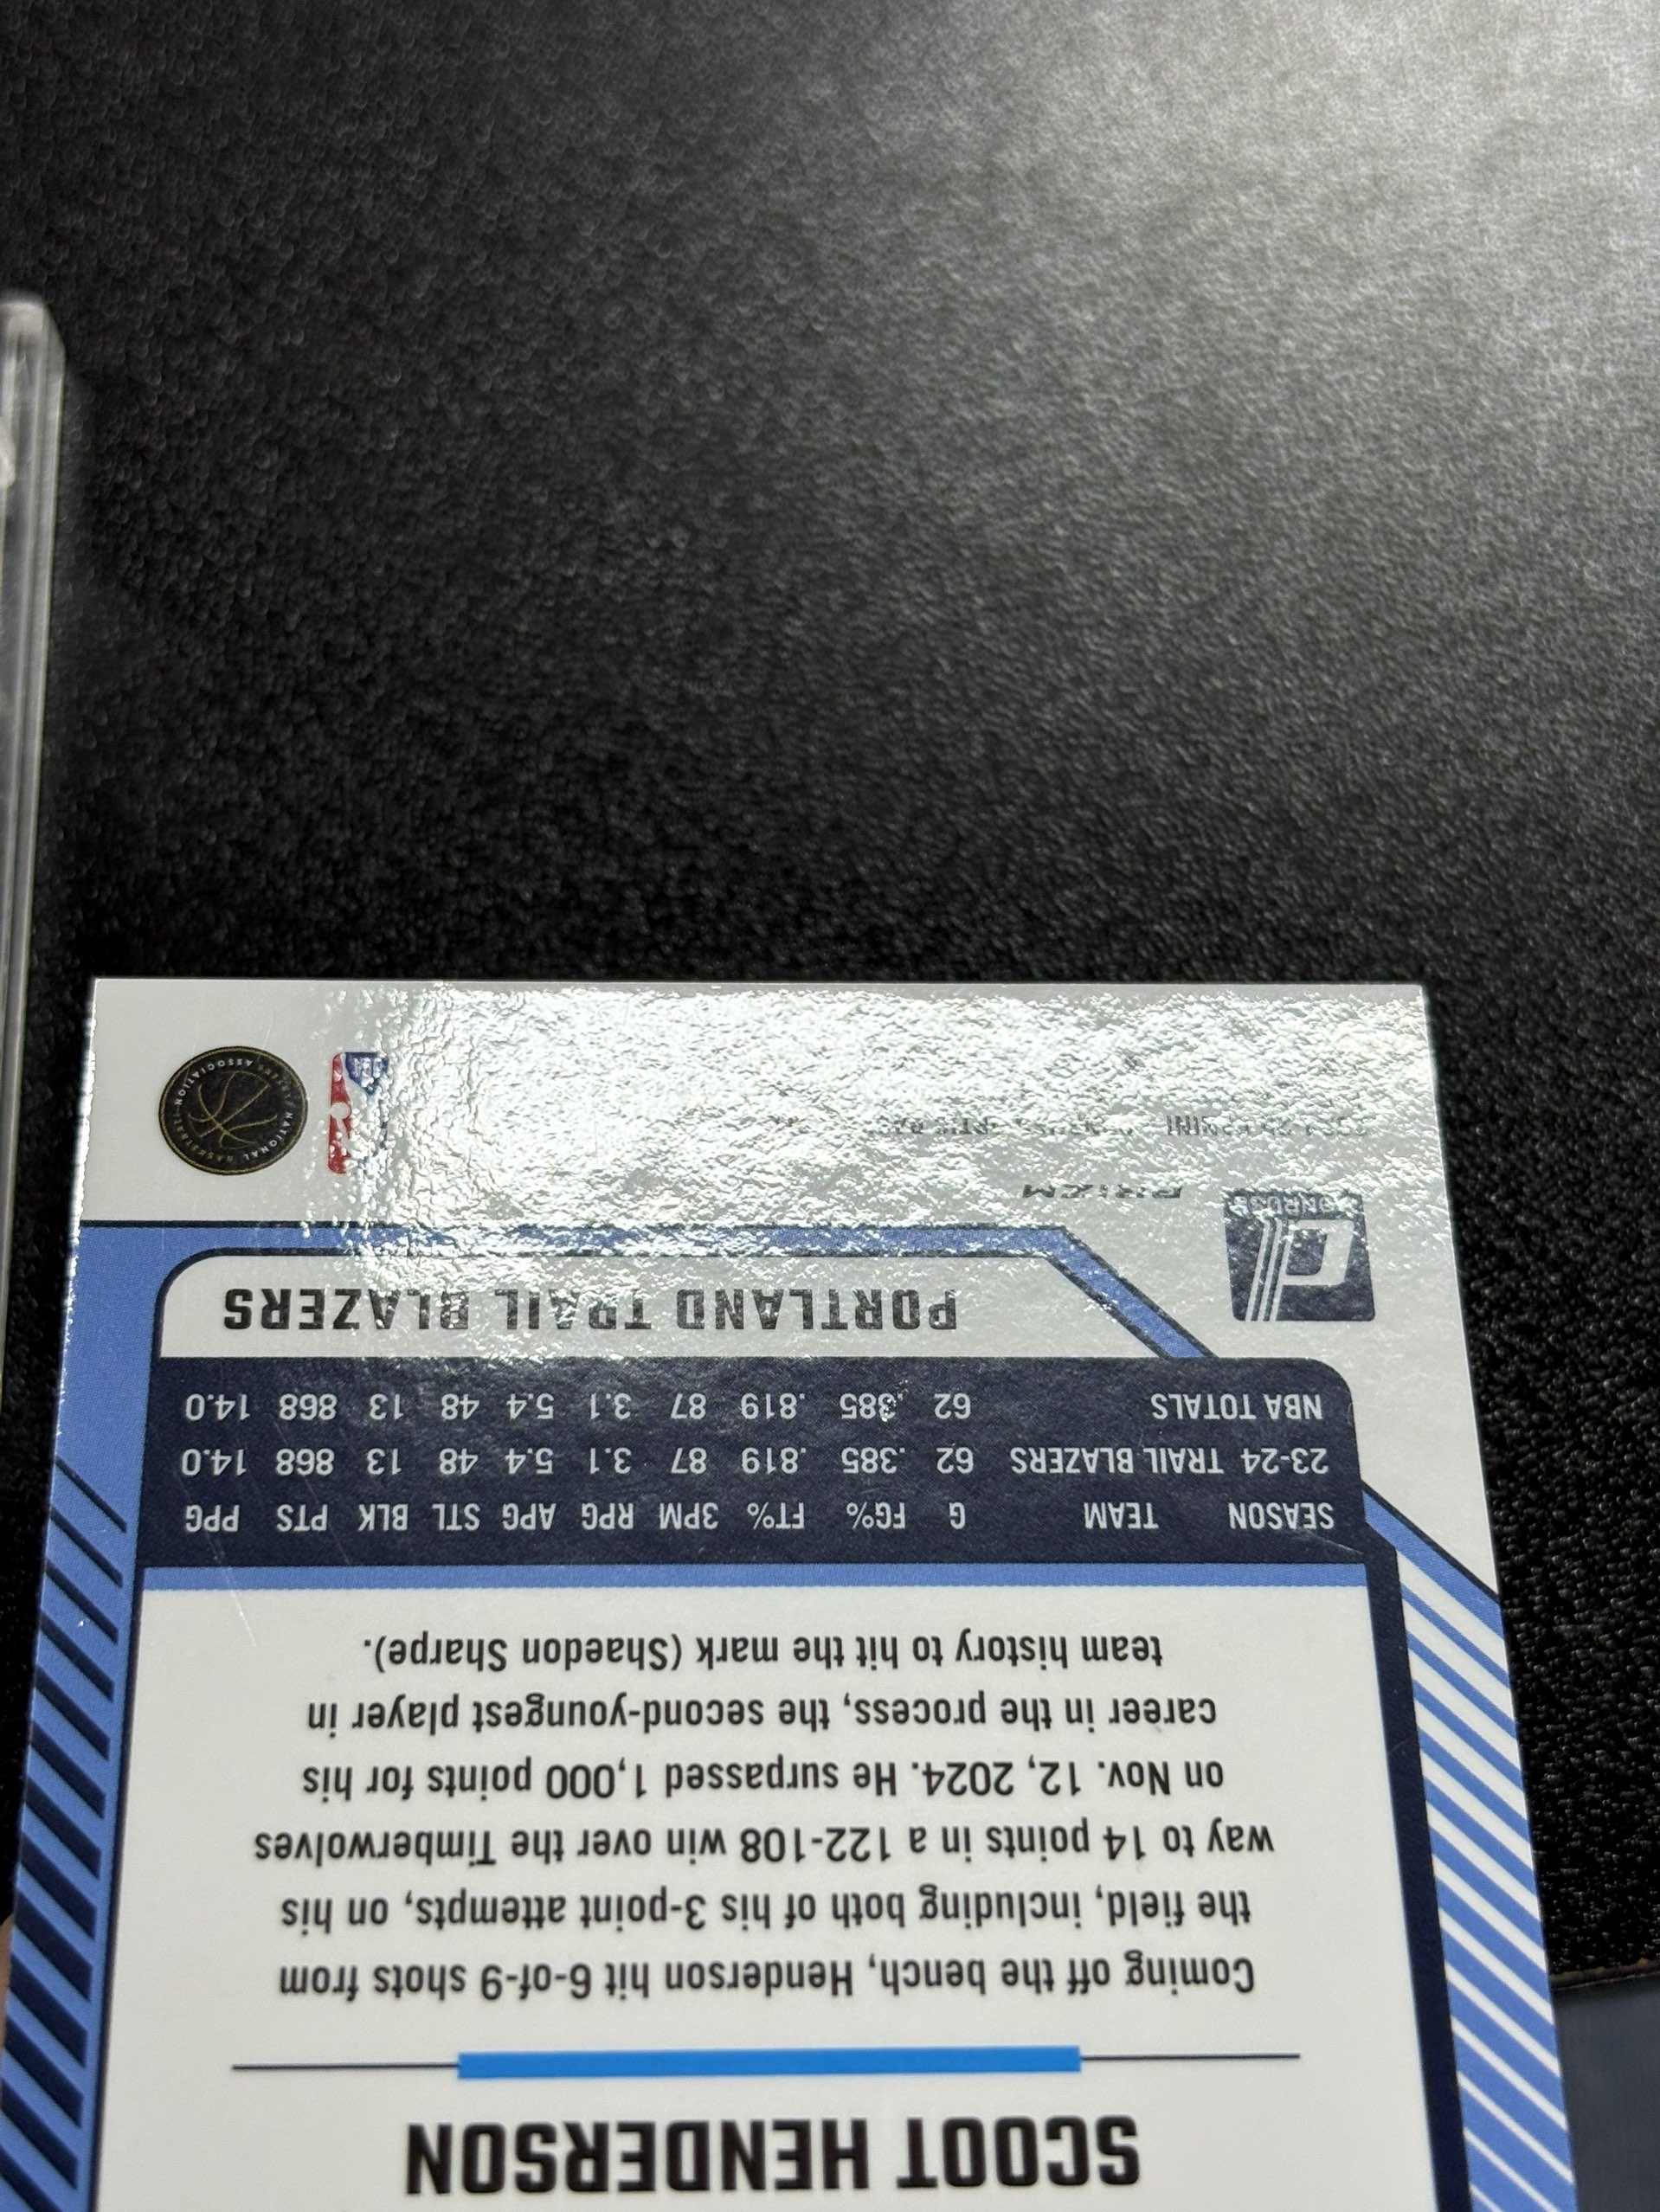 SCOOT HENDERSON
Coming off the bench, Henderson hit 6-of-9 shots from
the field, including both of his 3-point attempts, on his
way to 14 points in a 122-108 win over the Timberwolves
on Nov. 12, 2024. He surpassed 1,000 points for his
career in the process, the second-youngest player in
team history to hit the mark (Shaedon Sharpe).
SEASON TEAM G FG% FT% 3PM RPG APG STL BLK PTS PPG
23-24 TRAIL BLAZERS 62 .385 .819 87 3.1 5.4 48 13 868 14.0
NBA TOTALS 62 .385 .819 87 3.1 5.4 48 13 868 14.0
PORTLAND TRAIL BLAZERS
DONRUSS
PRIZM
PANINI
NATIONAL BASKETBALL
ASSOCIATION